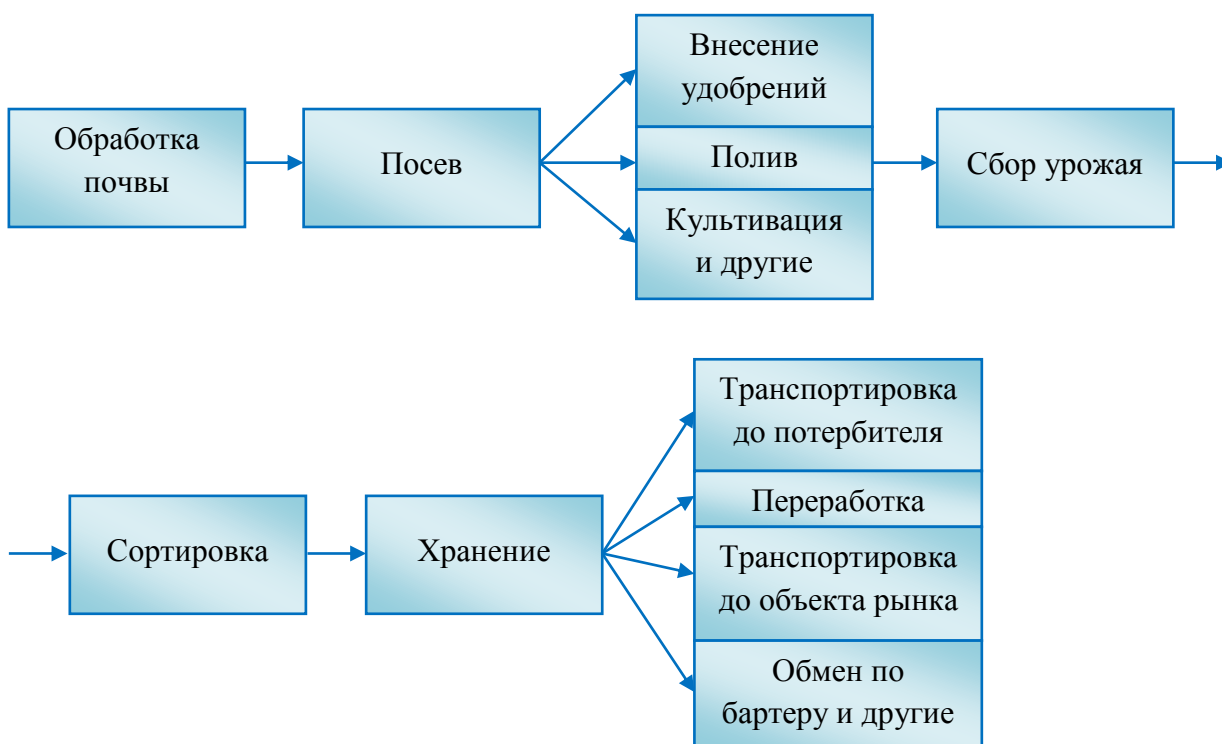 Обработка
почвы
Посев
Внесение
удобрений
Полив
Культивация
и другие
Сбор урожая
Сортировка
Хранение
Транспортировка
до потербителя
Переработка
Транспортировка
до объекта рынка
Обмен по
бартеру и другие